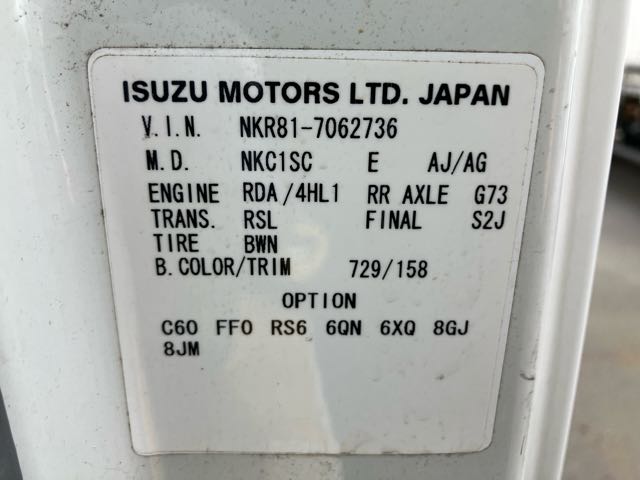 ISUZU MOTORS LTD. JAPAN
V.I.N. NKR81-7062736
M.D. NKC1SC E AJ/AG
ENGINE RDA/4HL1 RR AXLE G73
TRANS. RSL FINAL S2J
TIRE BWN
B.COLOR/TRIM 729/158
OPTION
C60 FF0 RS6 6QN 6XQ 8GJ
8JM